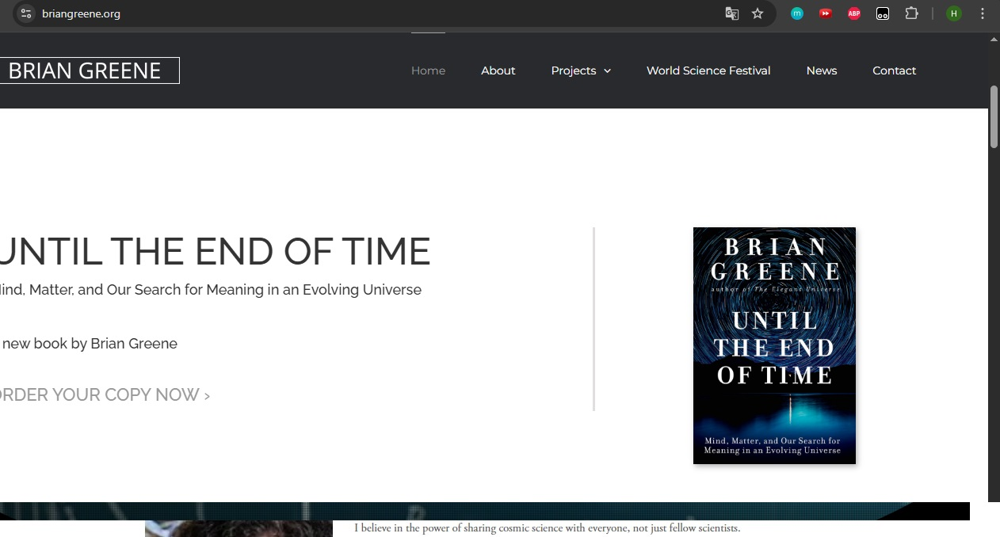 briangreene.org
ABP
H
BRIAN GREENE
Home About Projects World Science Festival News Contact
UNTIL THE END OF TIME
ind, Matter, and Our Search for Meaning in an Evolving Universe
new book by Brian Greene
ORDER YOUR COPY NOW >
BRIAN
GREENE
author of The Elegant Universe
UNTIL
THE END
OF TIME
Mind, Matter, and Our Search for
Meaning in an Evolving Universe
I believe in the power of sharing cosmic science with everyone, not just fellow scientists.